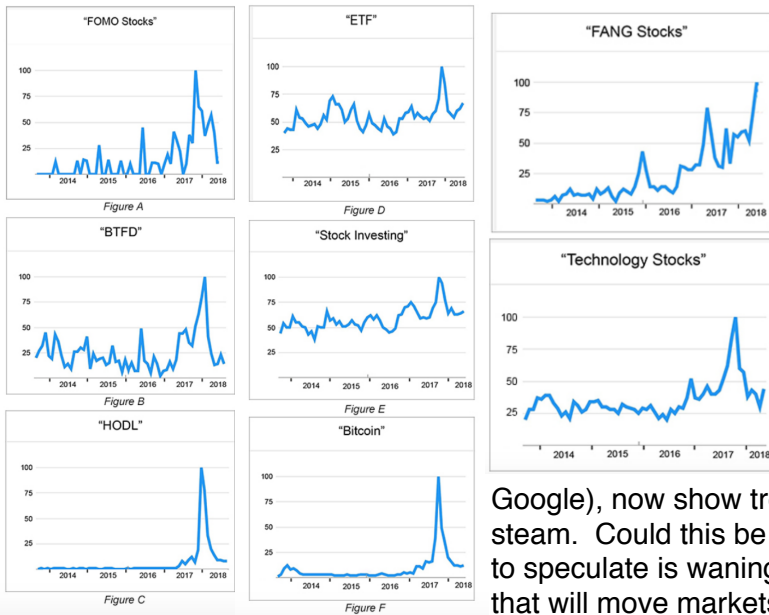 “FOMO Stocks”
100
75
50
25
2014 2015 2016 2017 2018
Figure A
“BTFD”
100
75
50
25
2014 2015 2016 2017 2018
Figure B
“HODL”
100
75
50
25
2014 2015 2016 2017 2018
Figure C
“ETF”
100
75
50
25
2014 2015 2016 2017 2018
Figure D
“Stock Investing”
100
75
50
25
2014 2015 2016 2017 2018
Figure E
“Bitcoin”
100
75
50
25
2014 2015 2016 2017 2018
Figure F
“FANG Stocks”
100
75
50
25
2014 2015 2016 2017 2018
“Technology Stocks”
100
75
50
25
2014 2015 2016 2017 2018
Google), now show
steam. Could this be
to speculate is waning
that will move markets